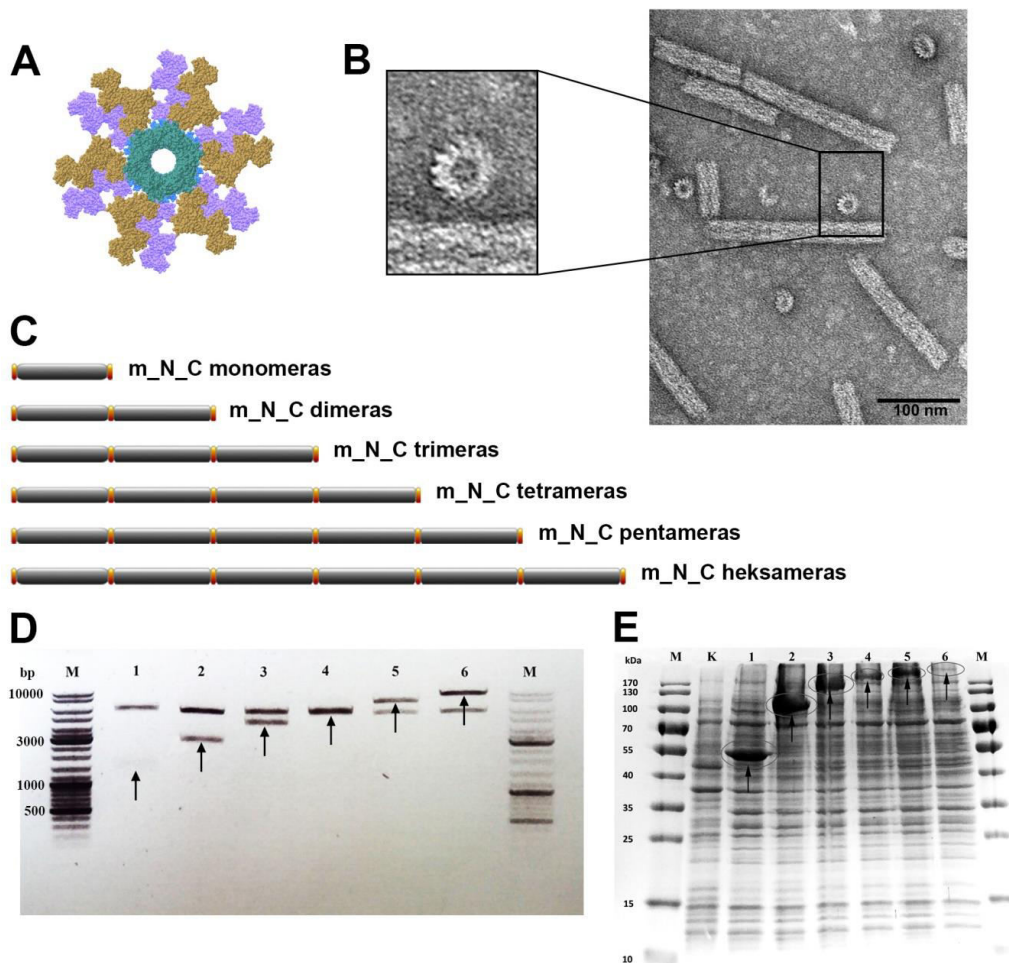 A
B
100 nm
C
m_N_C monomeras
m_N_C dimeras
m_N_C trimeras
m_N_C tetrameras
m_N_C pentameras
m_N_C heksameras
D
bp M 1 2 3 4 5 6 M
10000
3000
1000
500
E
kDa M K 1 2 3 4 5 6 M
170
130
100
70
55
40
35
25
15
10